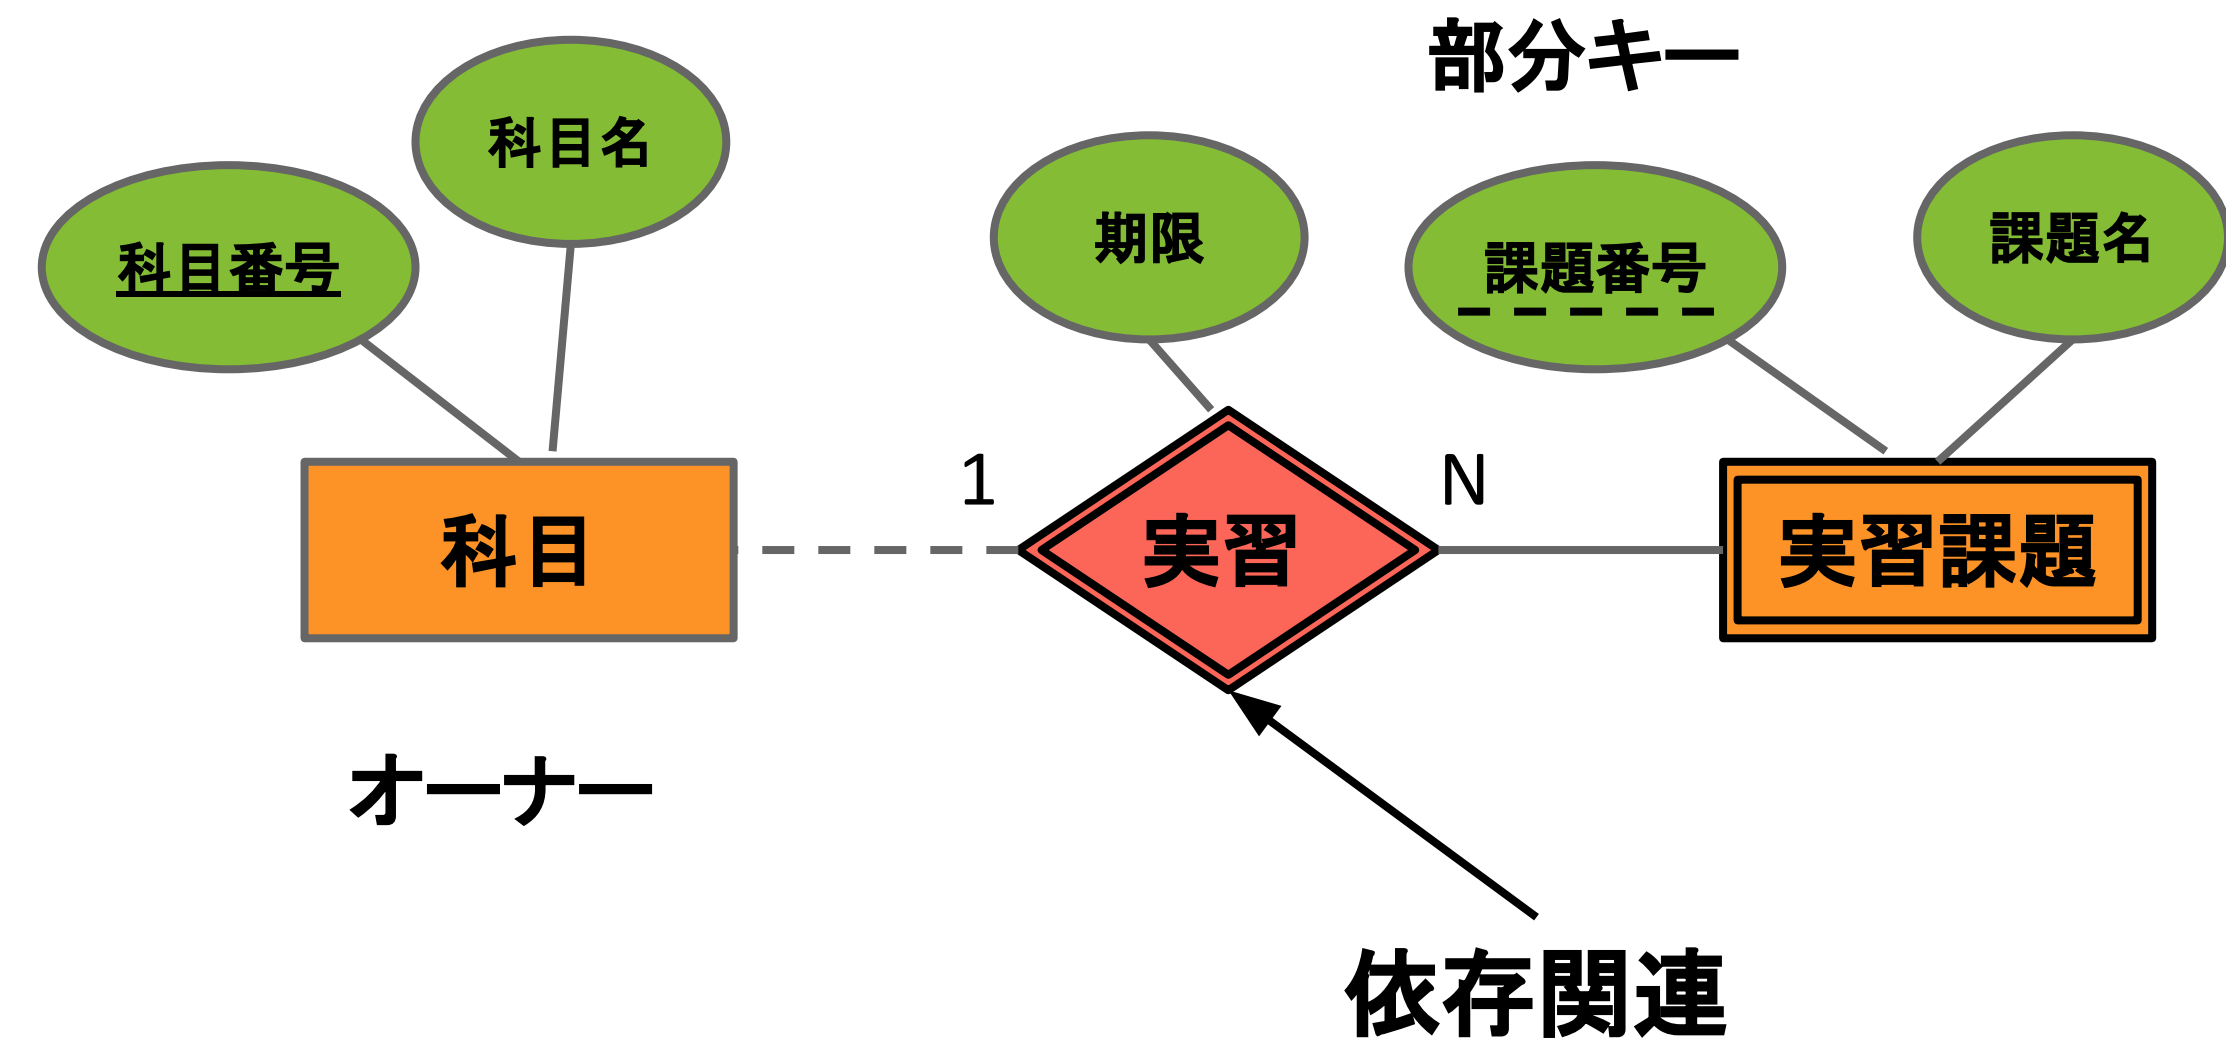 部分キー
科目名
科目番号
期限
課題番号
課題名
1
N
科目
実習
実習課題
オーナー
依存関連